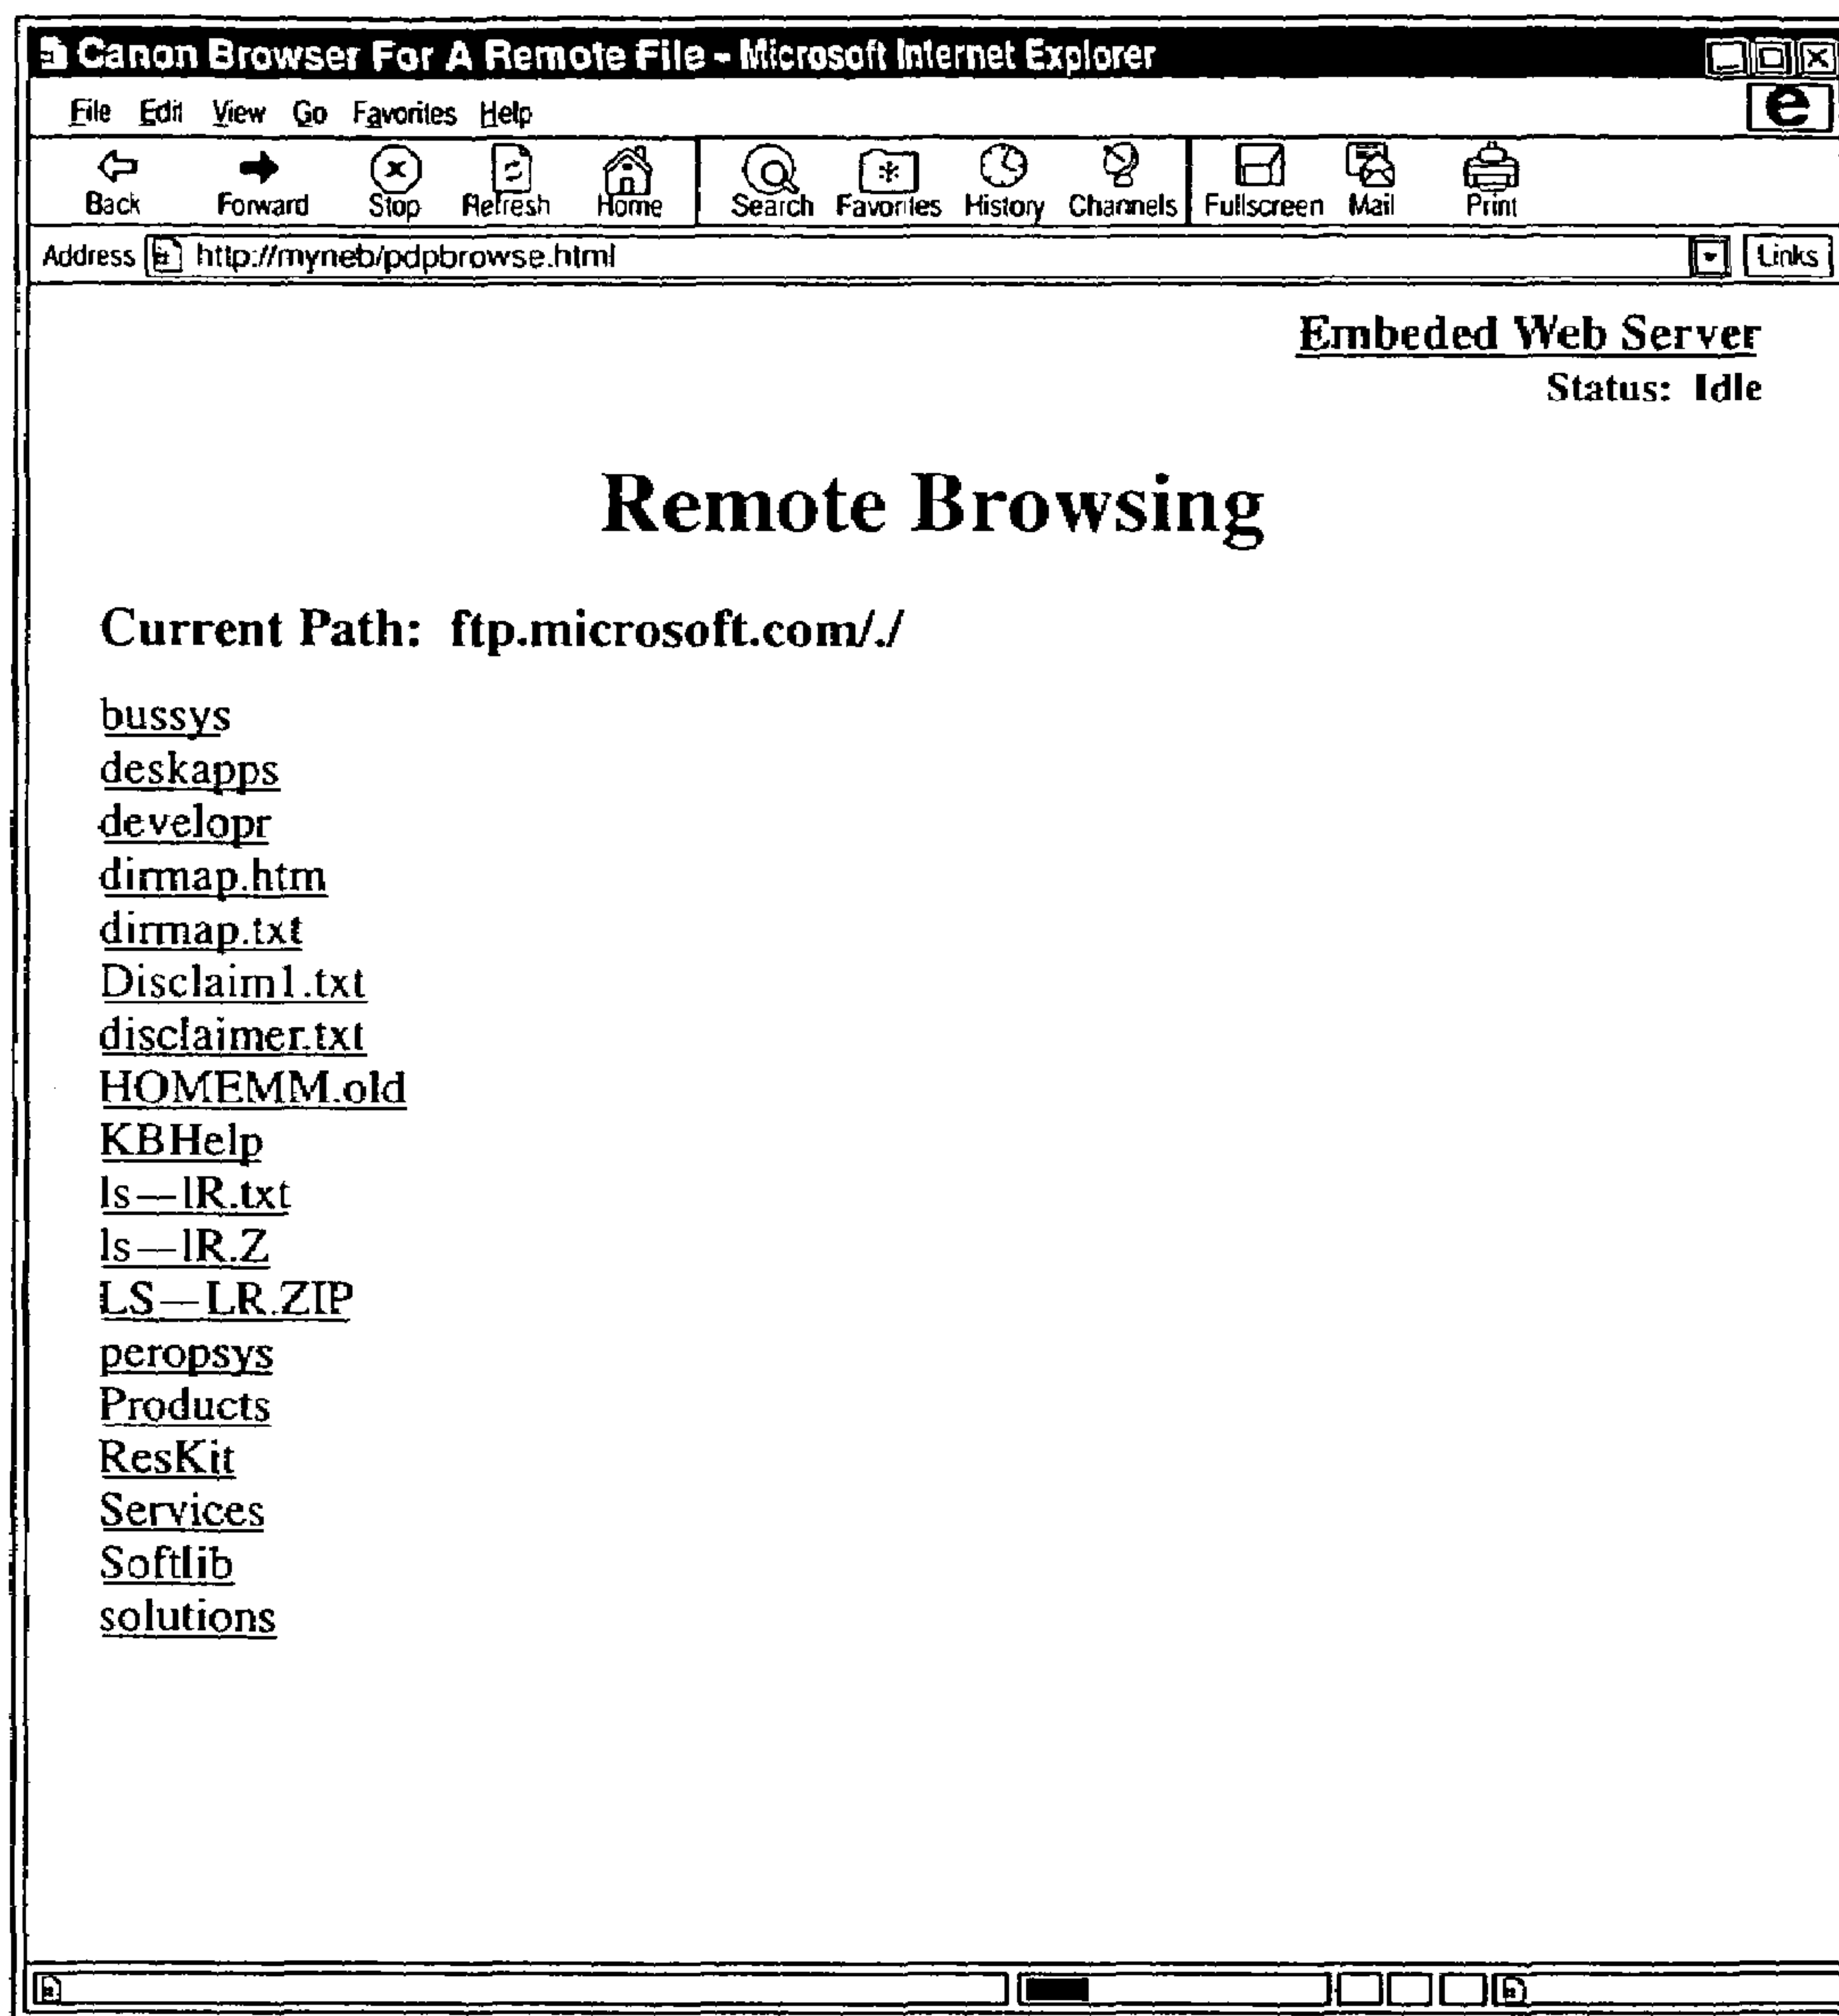 Canon Browser For A Remote File - Microsoft Internet Explorer
File Edit View Go Favorites Help
Back Forward Stop Refresh Home Search Favorites History Channels Fullscreen Mail Print
Address http://myneb/pdpbrowse.html Links
Embeded Web Server
Status: Idle
Remote Browsing
Current Path: ftp.microsoft.com/./
bussys
deskapps
developr
dirmap.htm
dirmap.txt
Disclaim1.txt
disclaimer.txt
HOMEMM.old
KBHelp
ls—lR.txt
ls—lR.Z
LS—LR.ZIP
peropsys
Products
ResKit
Services
Softlib
solutions